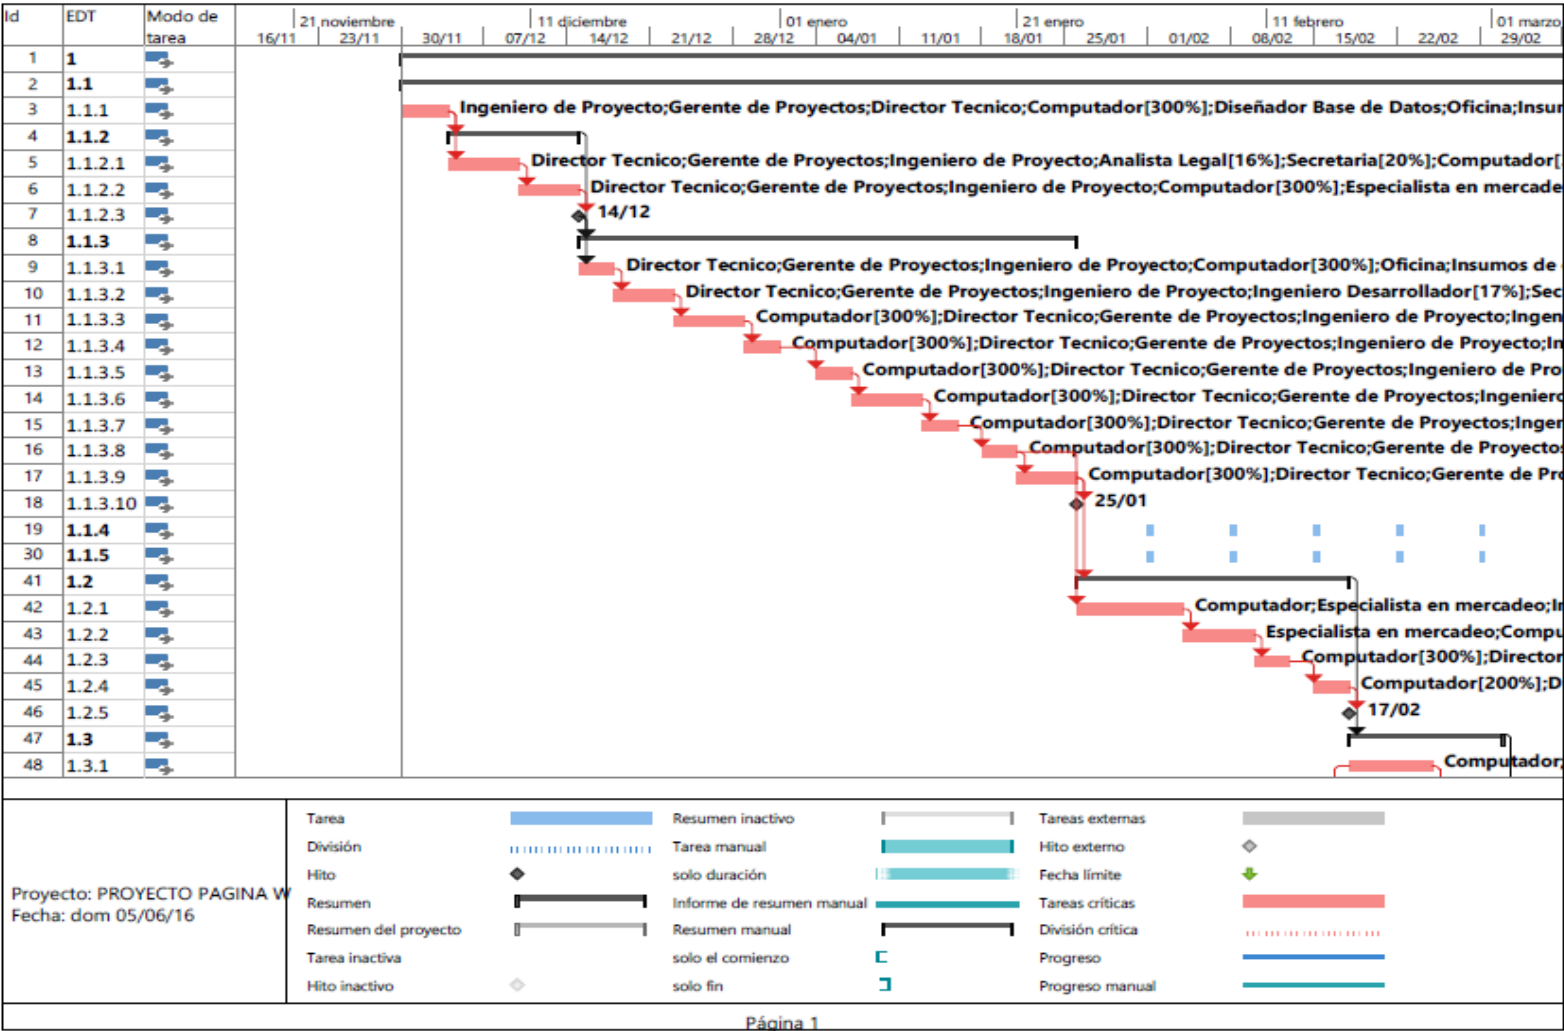 Id EDT Modo de tarea
21 noviembre 11 diciembre 01 enero 21 enero 11 febrero 01 marzo
16/11 23/11 30/11 07/12 14/12 21/12 28/12 04/01 11/01 18/01 25/01 01/02 08/02 15/02 22/02 29/02
1 1
2 1.1
3 1.1.1 Ingeniero de Proyecto;Gerente de Proyectos;Director Tecnico;Computador[300%];Diseñador Base de Datos;Oficina;Insu
4 1.1.2
5 1.1.2.1 Director Tecnico;Gerente de Proyectos;Ingeniero de Proyecto;Analista Legal[16%];Secretaria[20%];Computador[
6 1.1.2.2 Director Tecnico;Gerente de Proyectos;Ingeniero de Proyecto;Computador[300%];Especialista en mercade
7 1.1.2.3 14/12
8 1.1.3
9 1.1.3.1 Director Tecnico;Gerente de Proyectos;Ingeniero de Proyecto;Computador[300%];Oficina;Insumos de
10 1.1.3.2 Director Tecnico;Gerente de Proyectos;Ingeniero de Proyecto;Ingeniero Desarrollador[17%];Sec
11 1.1.3.3 Computador[300%];Director Tecnico;Gerente de Proyectos;Ingeniero de Proyecto;Ingen
12 1.1.3.4 Computador[300%];Director Tecnico;Gerente de Proyectos;Ingeniero de Proyecto;In
13 1.1.3.5 Computador[300%];Director Tecnico;Gerente de Proyectos;Ingeniero de Pro
14 1.1.3.6 Computador[300%];Director Tecnico;Gerente de Proyectos;Ingeniero
15 1.1.3.7 Computador[300%];Director Tecnico;Gerente de Proyectos;Inger
16 1.1.3.8 Computador[300%];Director Tecnico;Gerente de Proyectos
17 1.1.3.9 Computador[300%];Director Tecnico;Gerente de Pro
18 1.1.3.10 25/01
19 1.1.4
30 1.1.5
41 1.2
42 1.2.1 Computador;Especialista en mercadeo;In
43 1.2.2 Especialista en mercadeo;Compu
44 1.2.3 Computador[300%];Director
45 1.2.4 Computador[200%];D
46 1.2.5 17/02
47 1.3
48 1.3.1 Computador;
Proyecto: PROYECTO PAGINA W
Fecha: dom 05/06/16
Tarea
División
Hito
Resumen
Resumen del proyecto
Tarea inactiva
Hito inactivo
Resumen inactivo
Tarea manual
solo duración
Informe de resumen manual
Resumen manual
solo el comienzo
solo fin
Tareas externas
Hito externo
Fecha límite
Tareas críticas
División crítica
Progreso
Progreso manual
Página 1